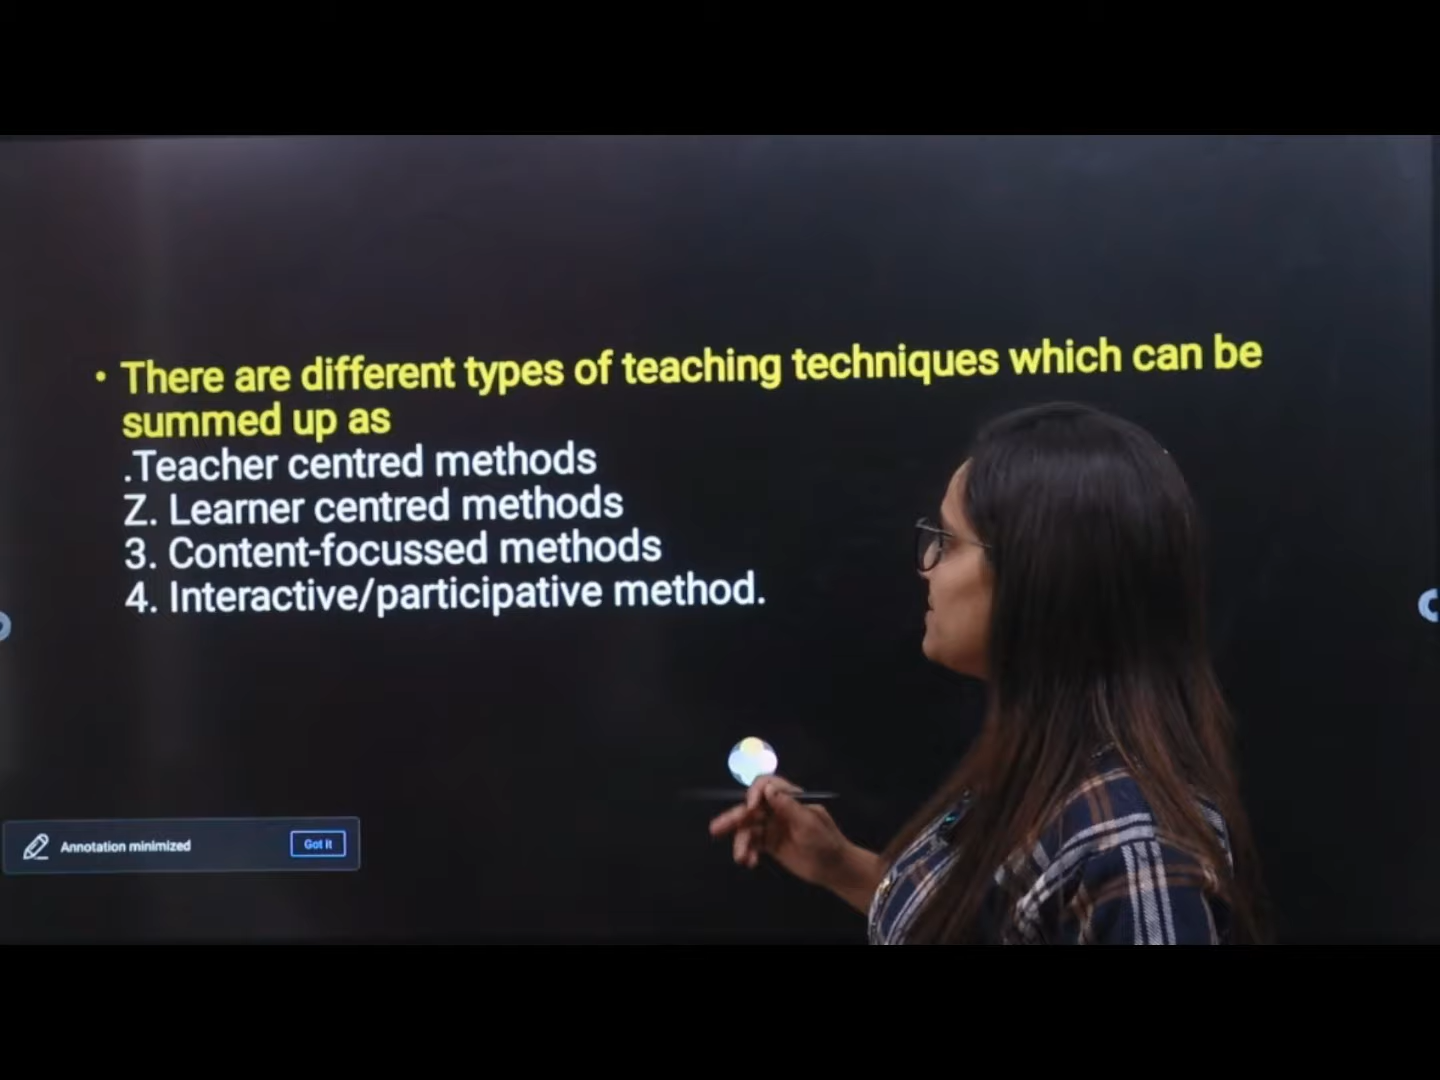 • There are different types of teaching techniques which can be
summed up as
.Teacher centred methods
Z. Learner centred methods
3. Content-focussed methods
4. Interactive/participative method.
Annotation minimized
Got It